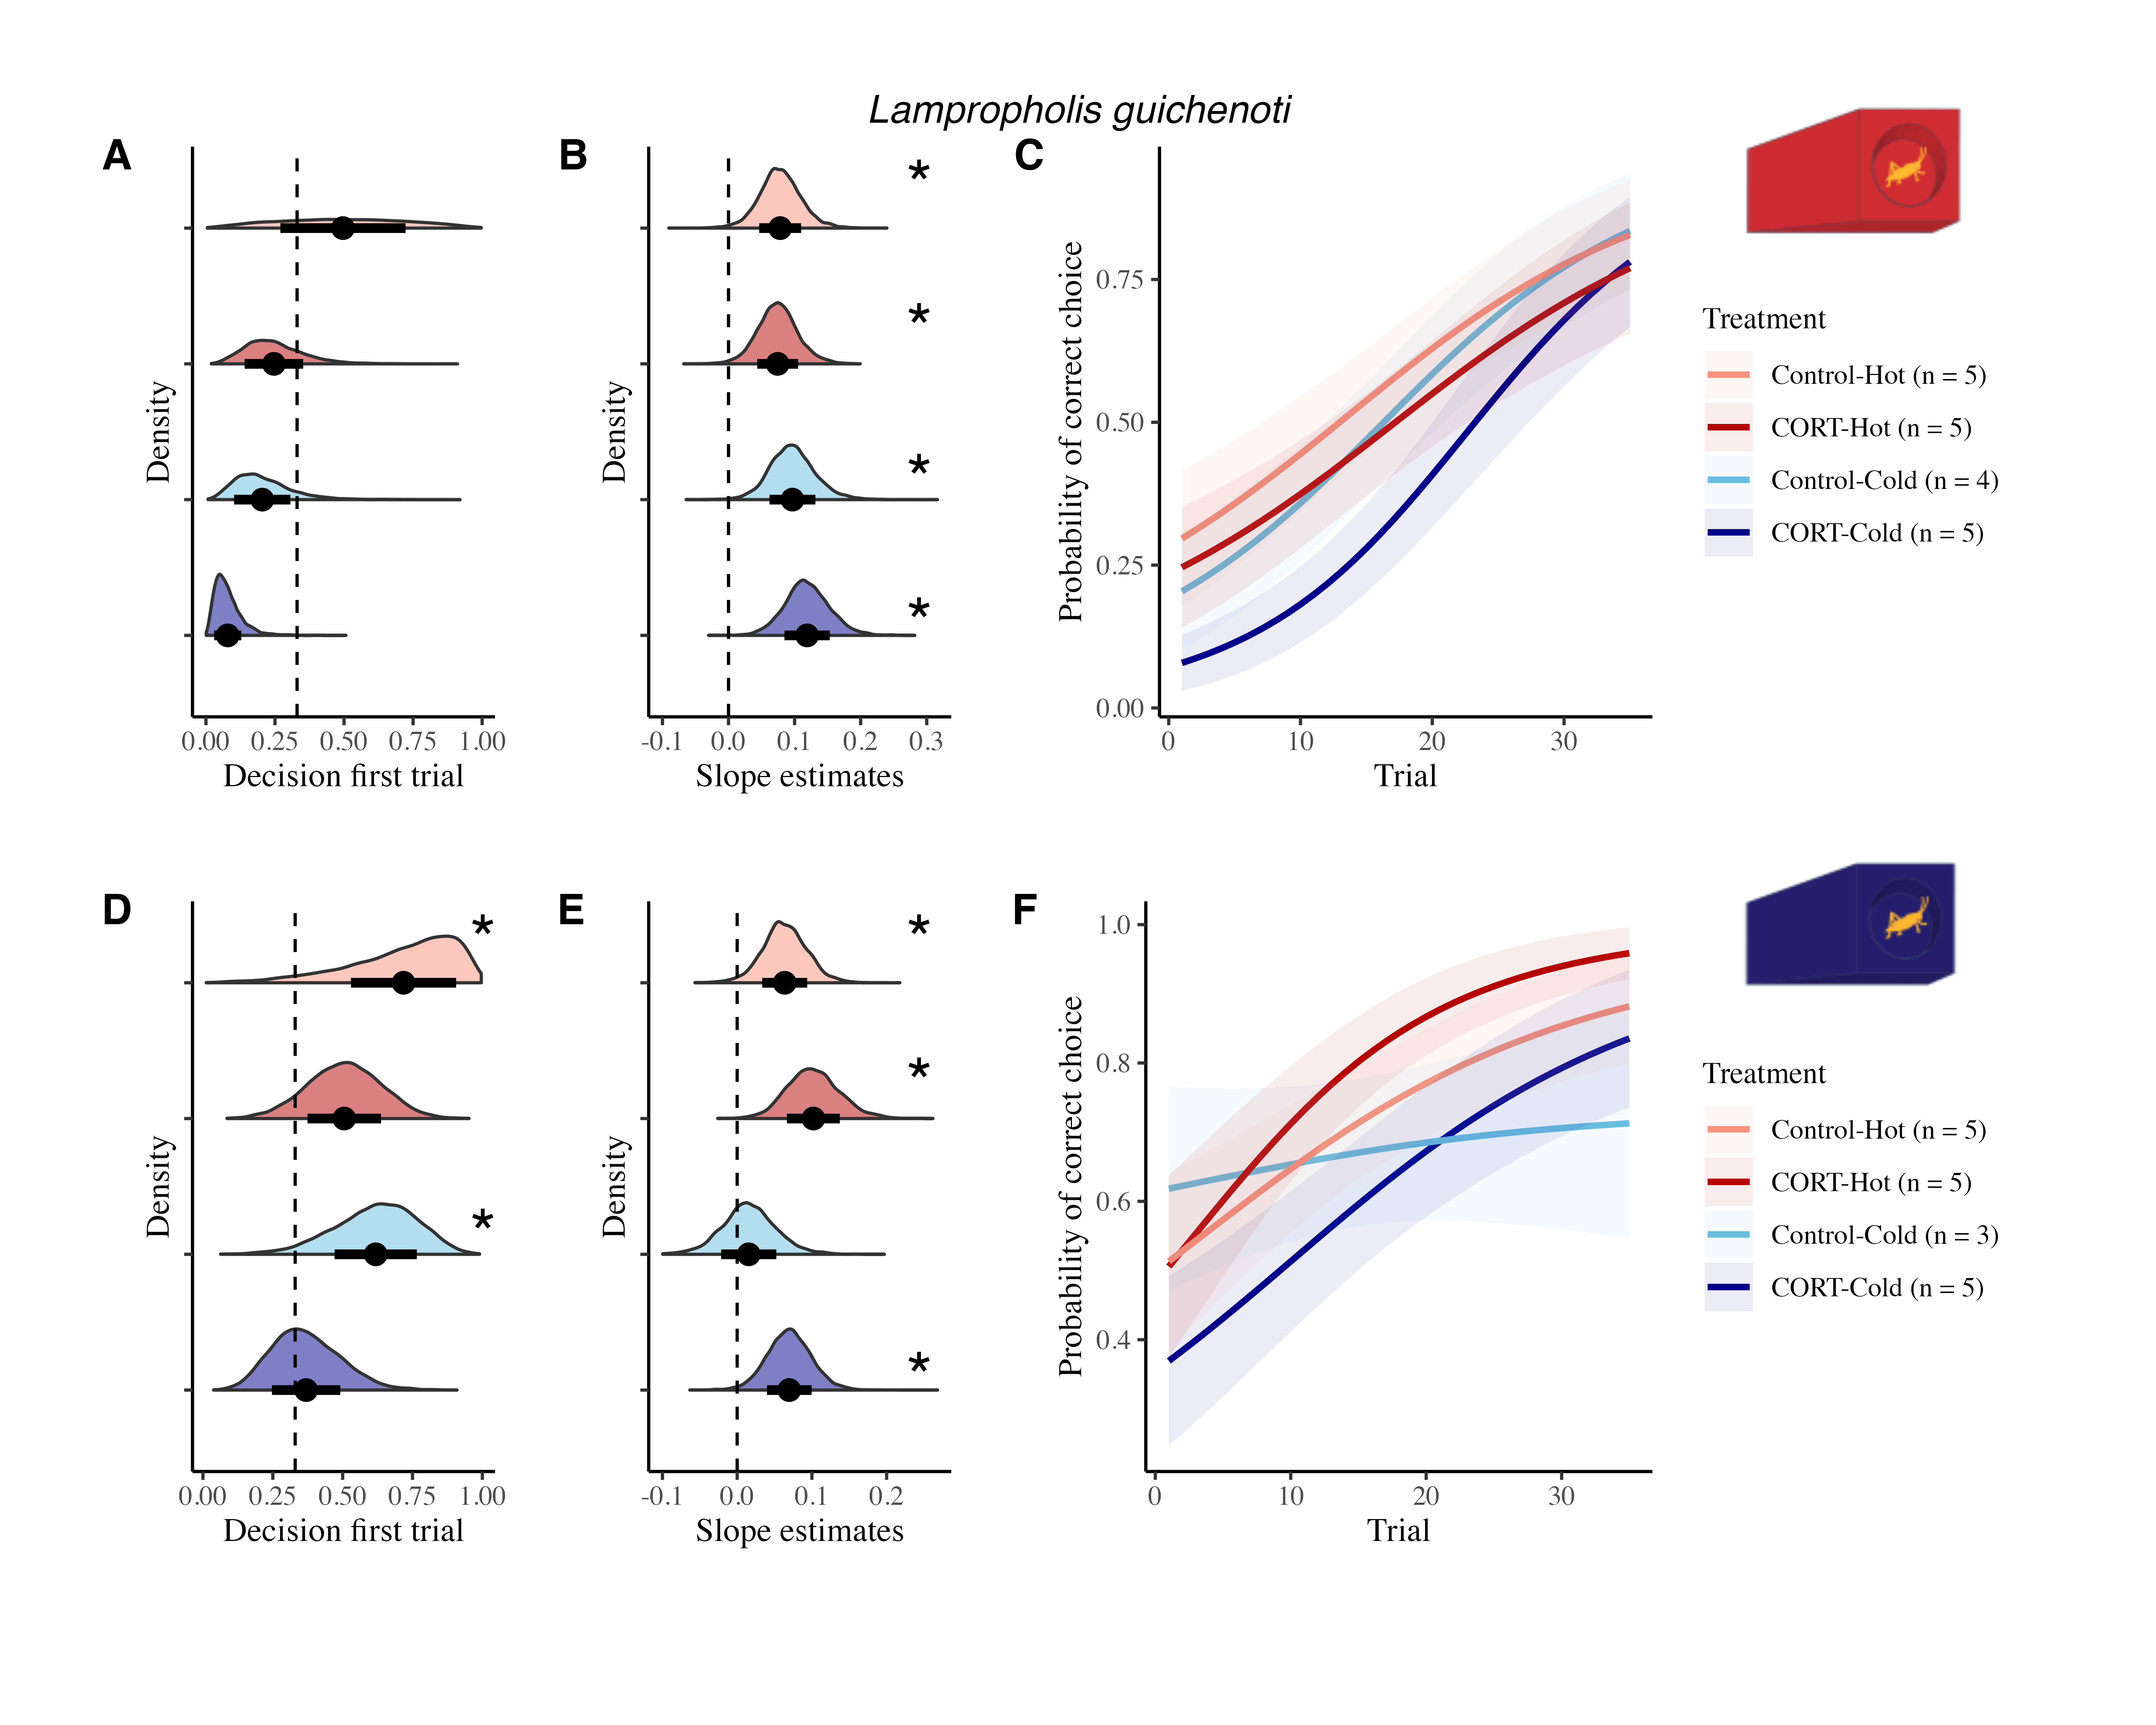 Lampropholis guichenoti
A
Density
0.00 0.25 0.50 0.75 1.00
Decision first trial
B
*
*
*
*
Density
-0.1 0.0 0.1 0.2 0.3
Slope estimates
C
Probability of correct choice
0.75
0.50
0.25
0.00
0 10 20 30
Trial
Treatment
Control-Hot (n = 5)
CORT-Hot (n = 5)
Control-Cold (n = 4)
CORT-Cold (n = 5)
D
*
*
Density
0.00 0.25 0.50 0.75 1.00
Decision first trial
E
*
*
*
Density
-0.1 0.0 0.1 0.2
Slope estimates
F
Probability of correct choice
1.0
0.8
0.6
0.4
0 10 20 30
Trial
Treatment
Control-Hot (n = 5)
CORT-Hot (n = 5)
Control-Cold (n = 3)
CORT-Cold (n = 5)